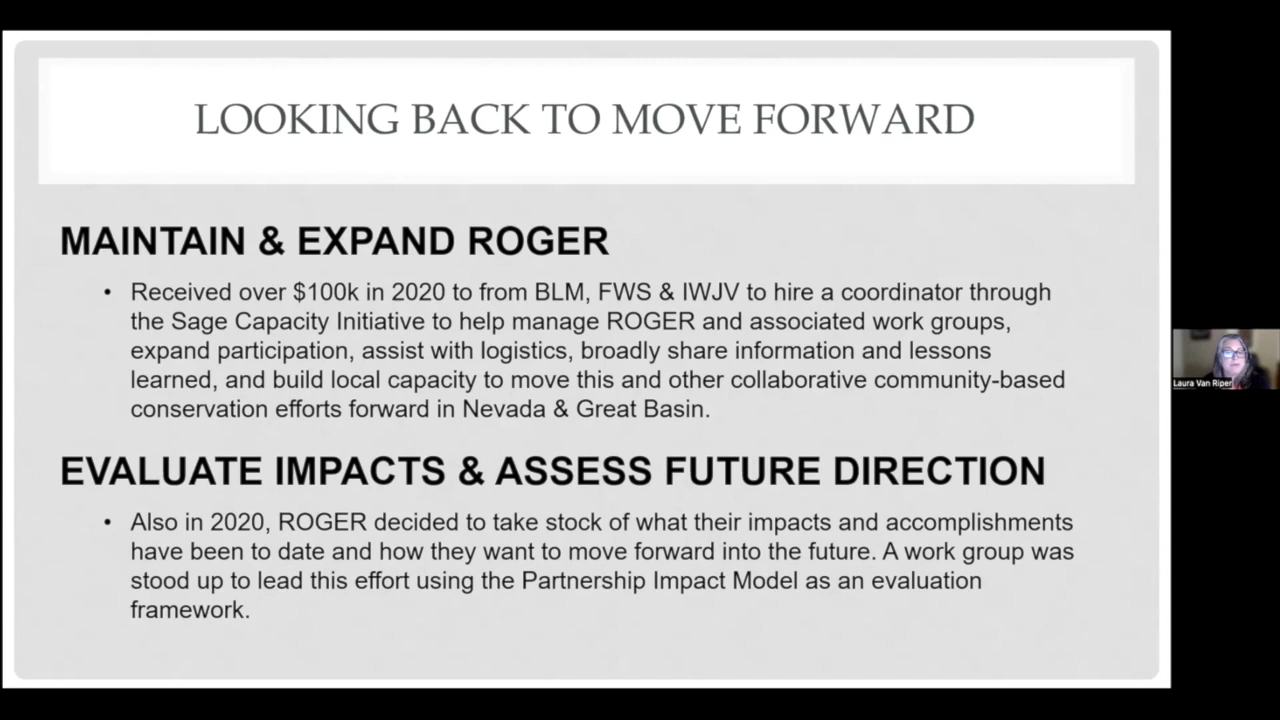 LOOKING BACK TO MOVE FORWARD
MAINTAIN & EXPAND ROGER
• Received over $100k in 2020 to from BLM, FWS & IWJV to hire a coordinator through
the Sage Capacity Initiative to help manage ROGER and associated work groups,
expand participation, assist with logistics, broadly share information and lessons
learned, and build local capacity to move this and other collaborative community-based
conservation efforts forward in Nevada & Great Basin.
EVALUATE IMPACTS & ASSESS FUTURE DIRECTION
• Also in 2020, ROGER decided to take stock of what their impacts and accomplishments
have been to date and how they want to move forward into the future. A work group was
stood up to lead this effort using the Partnership Impact Model as an evaluation
framework.
Laura Van Riper